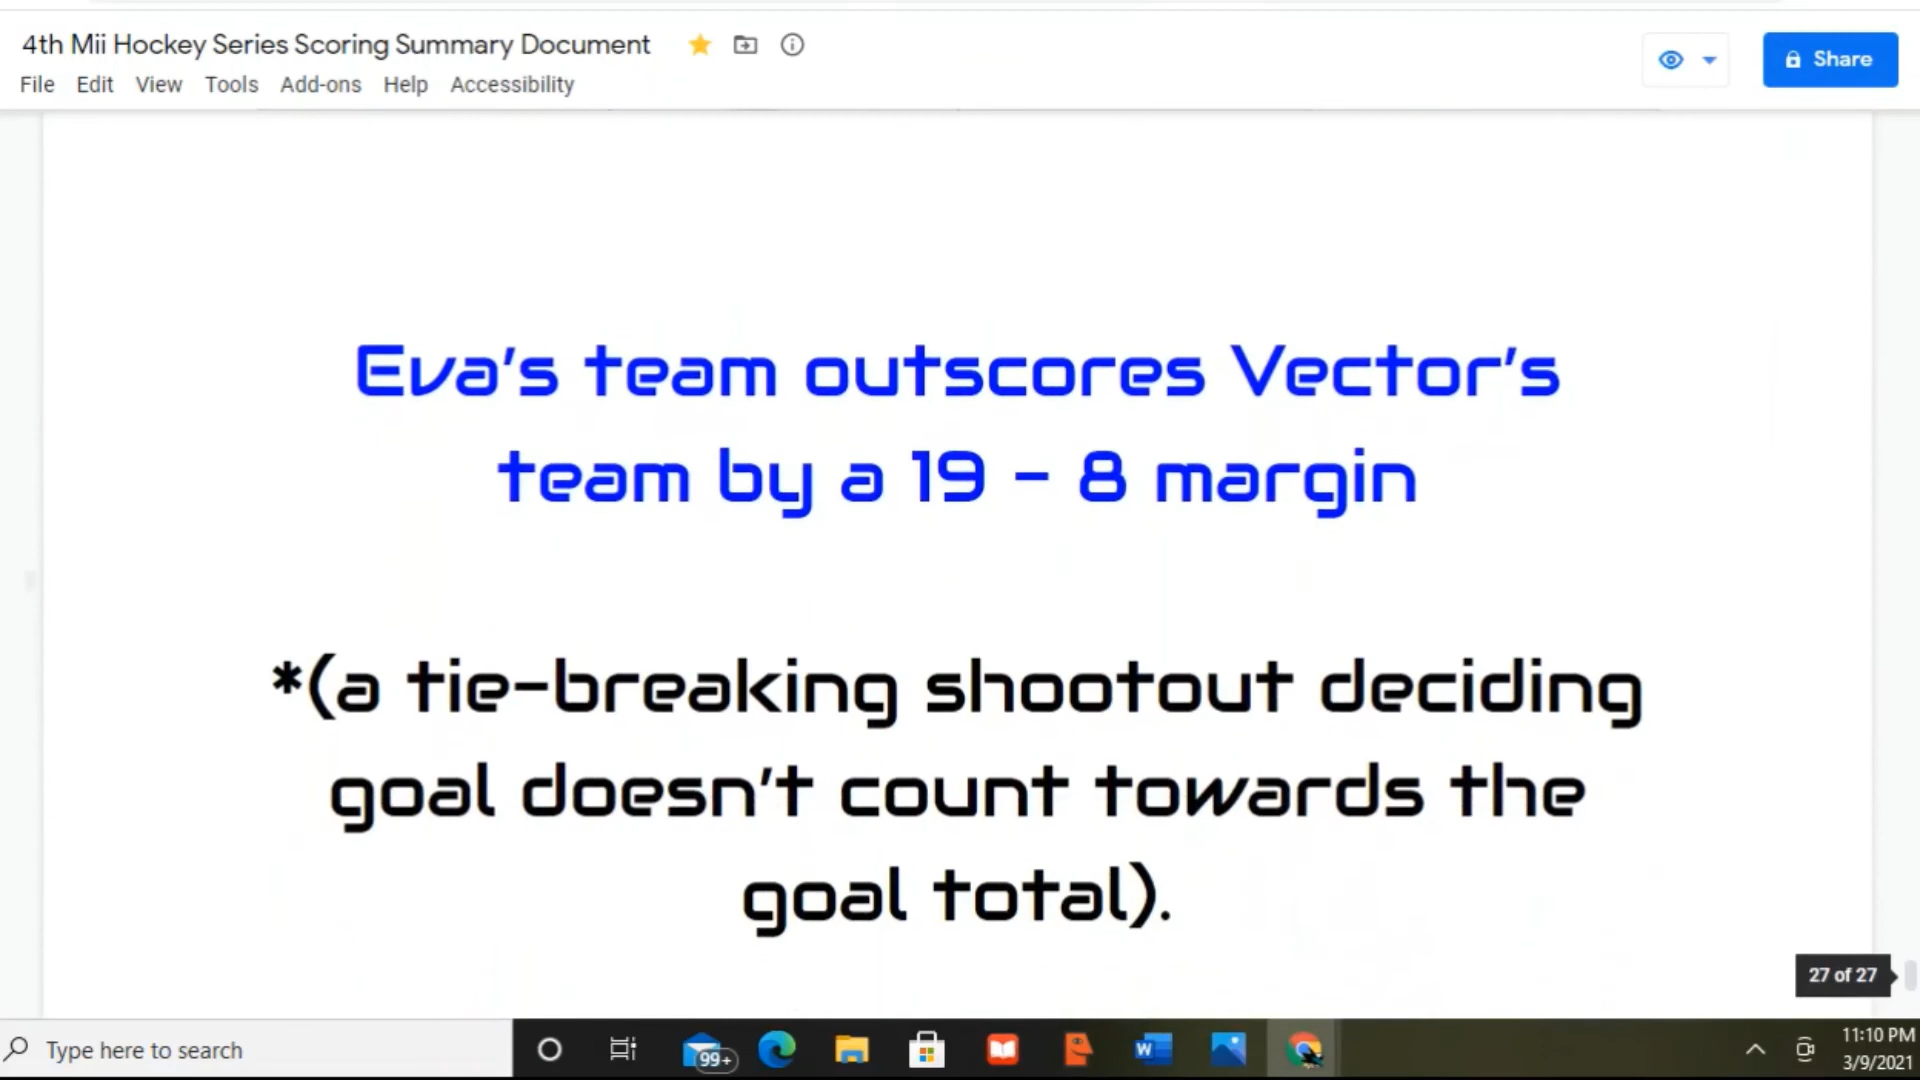 4th Mii Hockey Series Scoring Summary Document
Share
File Edit View Tools Add-ons Help Accessibility
Eva's team outscores Vector's
team by a 19 - 8 margin
*(a tie-breaking shootout deciding
goal doesn't count towards the
goal total).
27 of 27
Type here to search
99+
W
11:10 PM
3/9/2021